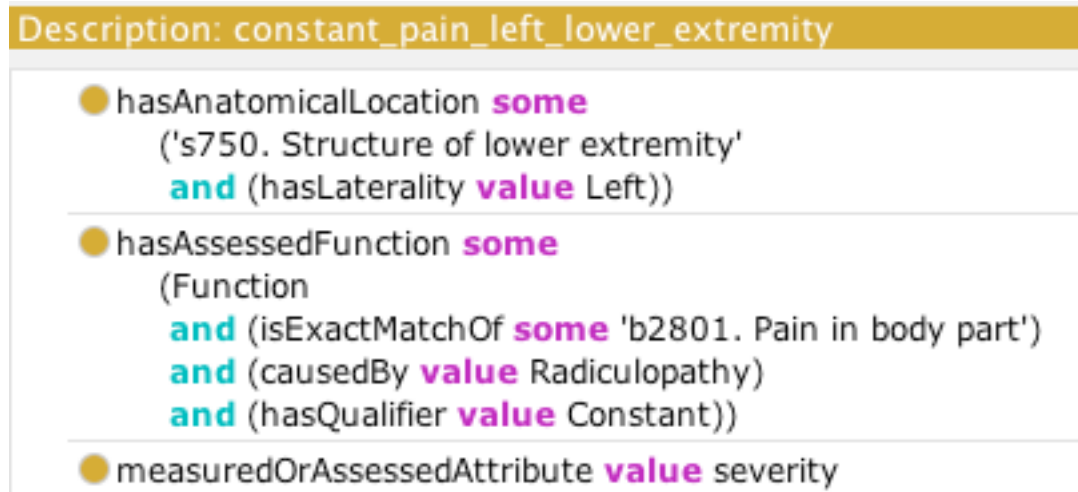 Description: constant_pain_left_lower_extremity
hasAnatomicalLocation some
('s750. Structure of lower extremity'
and (hasLaterality value Left))
hasAssessedFunction some
(Function
and (isExactMatchOf some 'b2801. Pain in body part')
and (causedBy value Radiculopathy)
and (hasQualifier value Constant))
measuredOrAssessedAttribute value severity